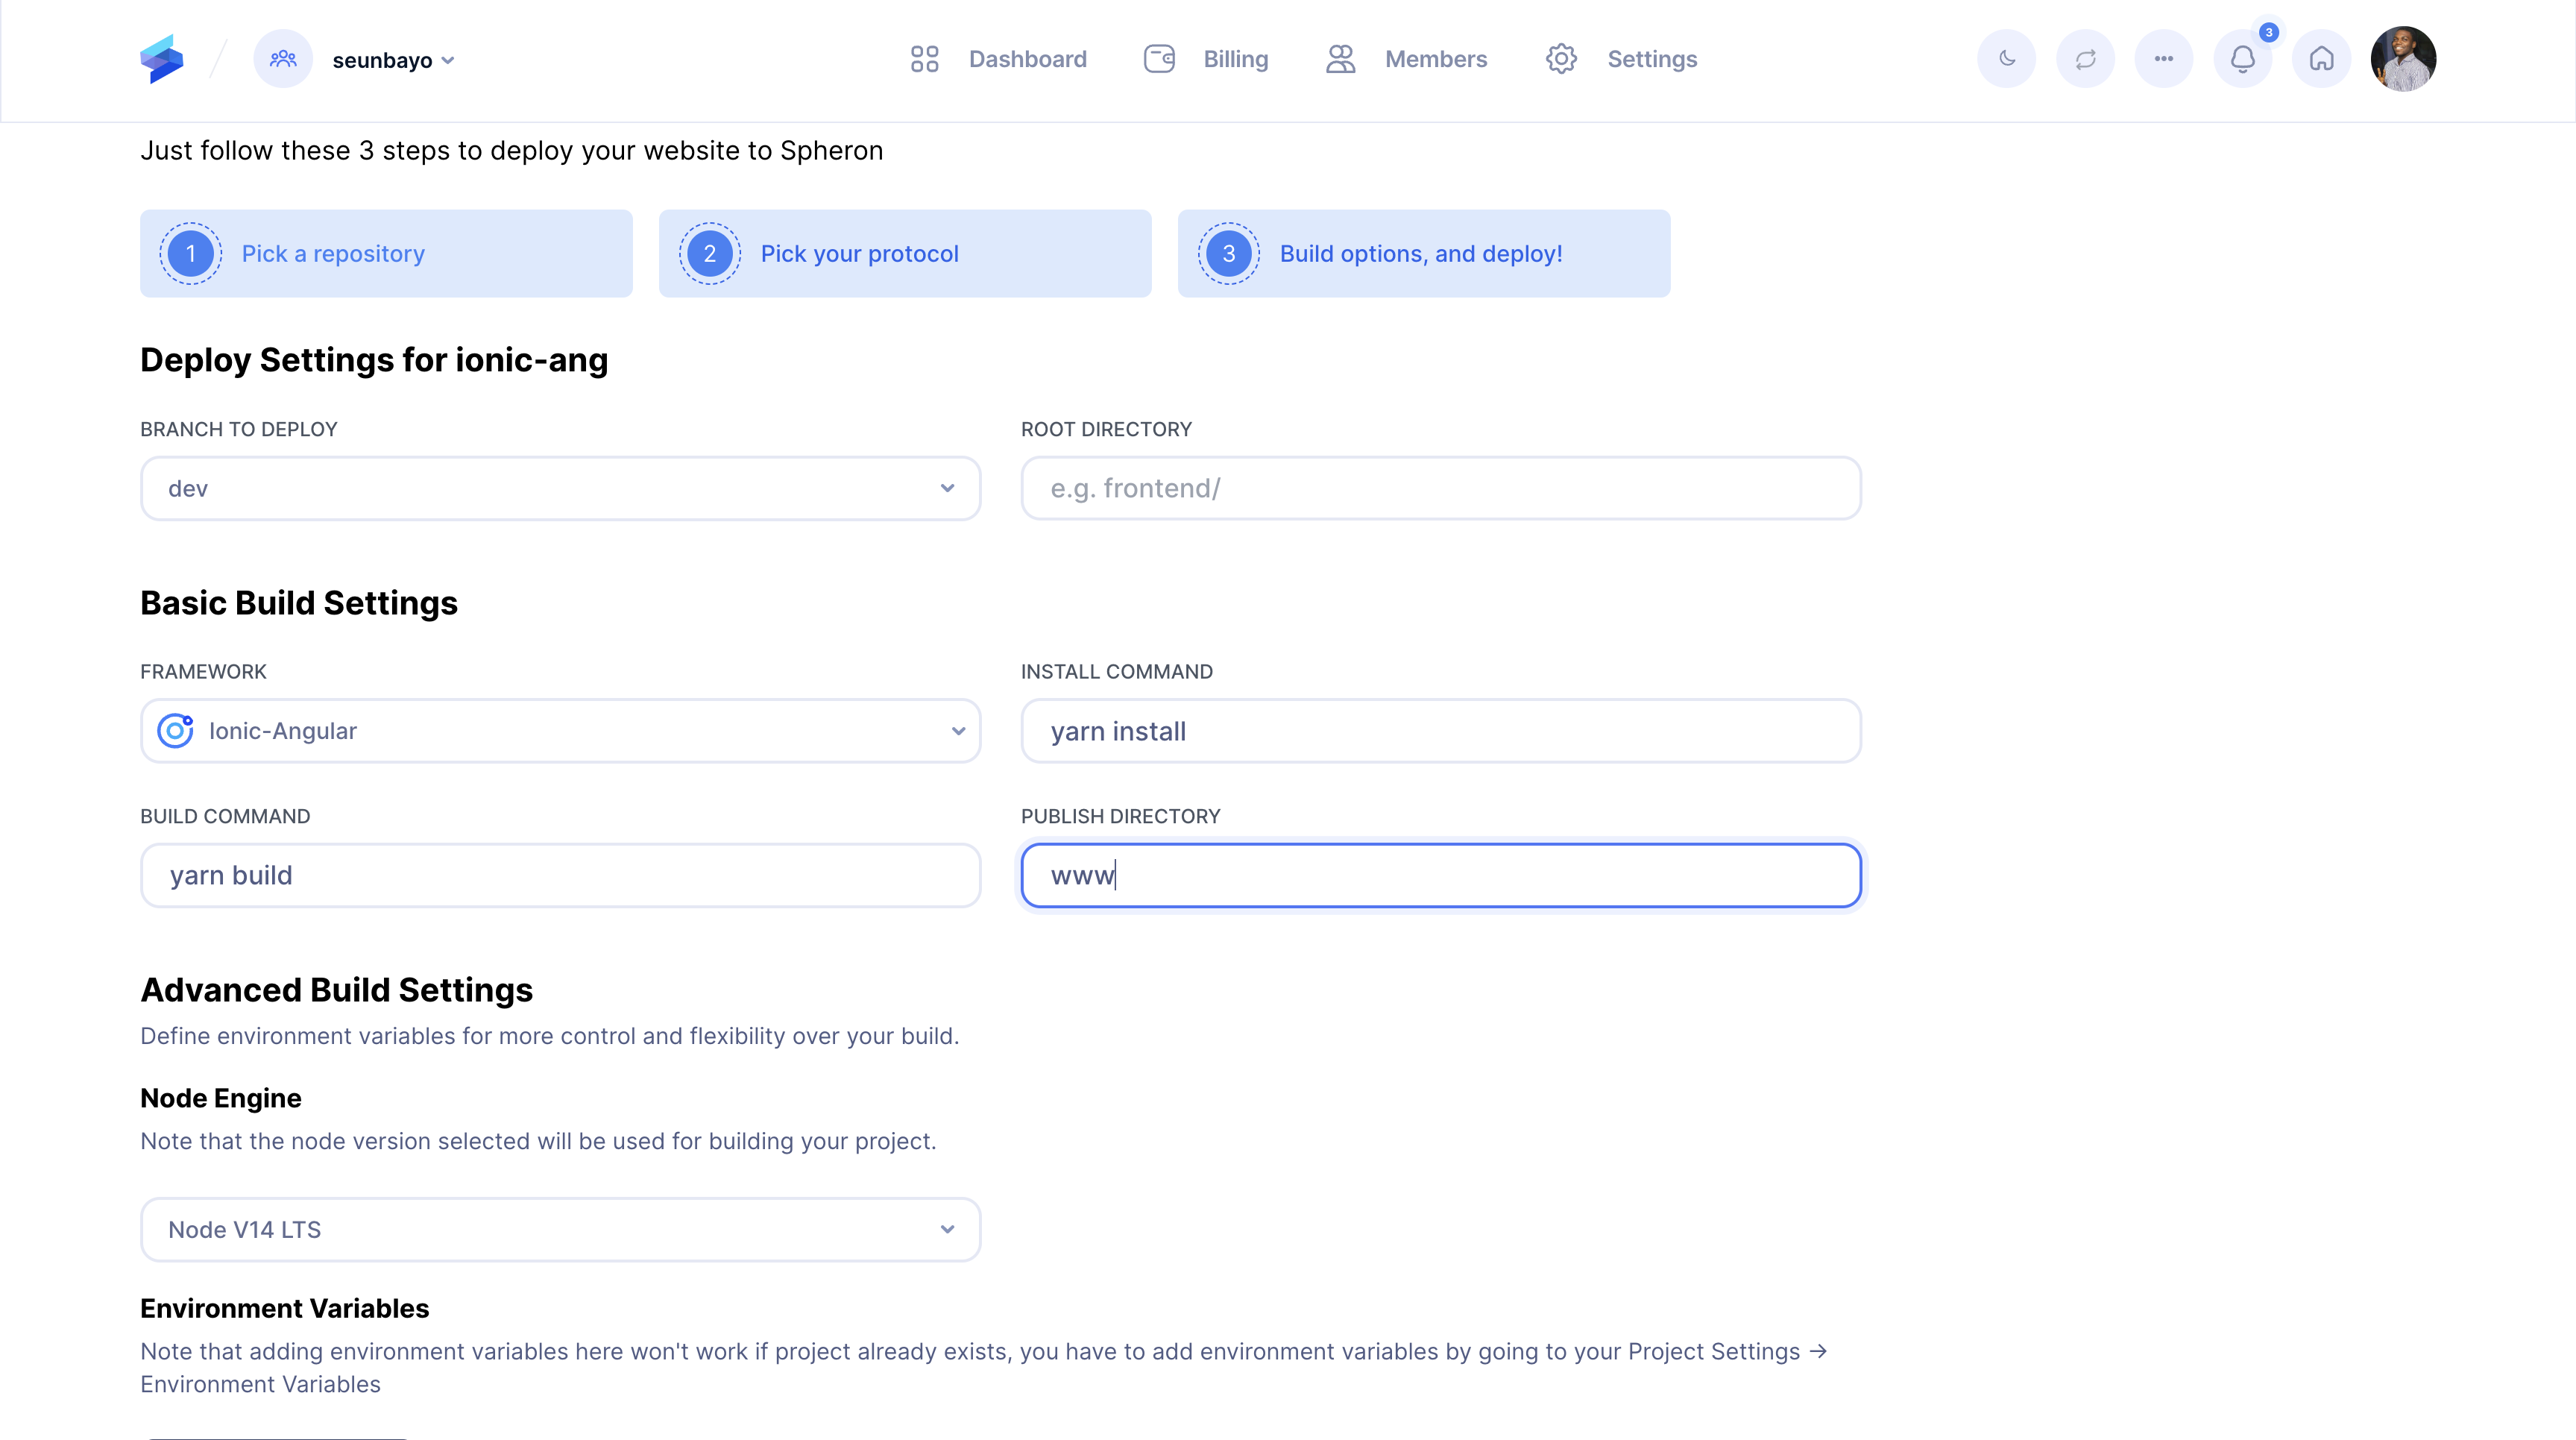 seunbayo
Dashboard
Billing
Members
Settings
3
Just follow these 3 steps to deploy your website to Spheron
1 Pick a repository
2 Pick your protocol
3 Build options, and deploy!
Deploy Settings for ionic-ang
BRANCH TO DEPLOY
dev
ROOT DIRECTORY
e.g. frontend/
Basic Build Settings
FRAMEWORK
Ionic-Angular
INSTALL COMMAND
yarn install
BUILD COMMAND
yarn build
PUBLISH DIRECTORY
www
Advanced Build Settings
Define environment variables for more control and flexibility over your build.
Node Engine
Note that the node version selected will be used for building your project.
Node V14 LTS
Environment Variables
Note that adding environment variables here won't work if project already exists, you have to add environment variables by going to your Project Settings →
Environment Variables